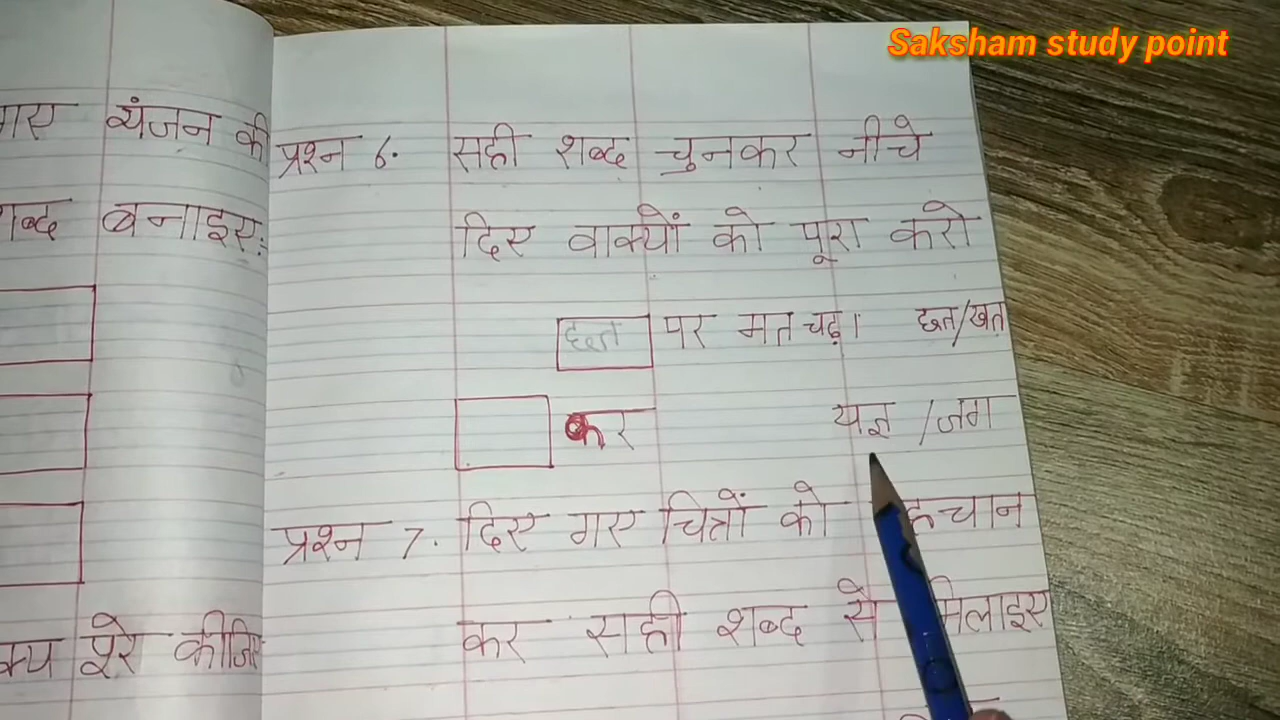 Saksham study point
व्यंजन की
बनाइए:
पूरे कीजिए
प्रश्न 6. सही शब्द चुनकर नीचे
दिए वाक्यों को पूरा करो
छत पर मत चढ़। छत/खत
कर यज्ञ /जग
प्रश्न 7. दिए गए चित्रों को हचान
कर सही शब्द से मिलाइए